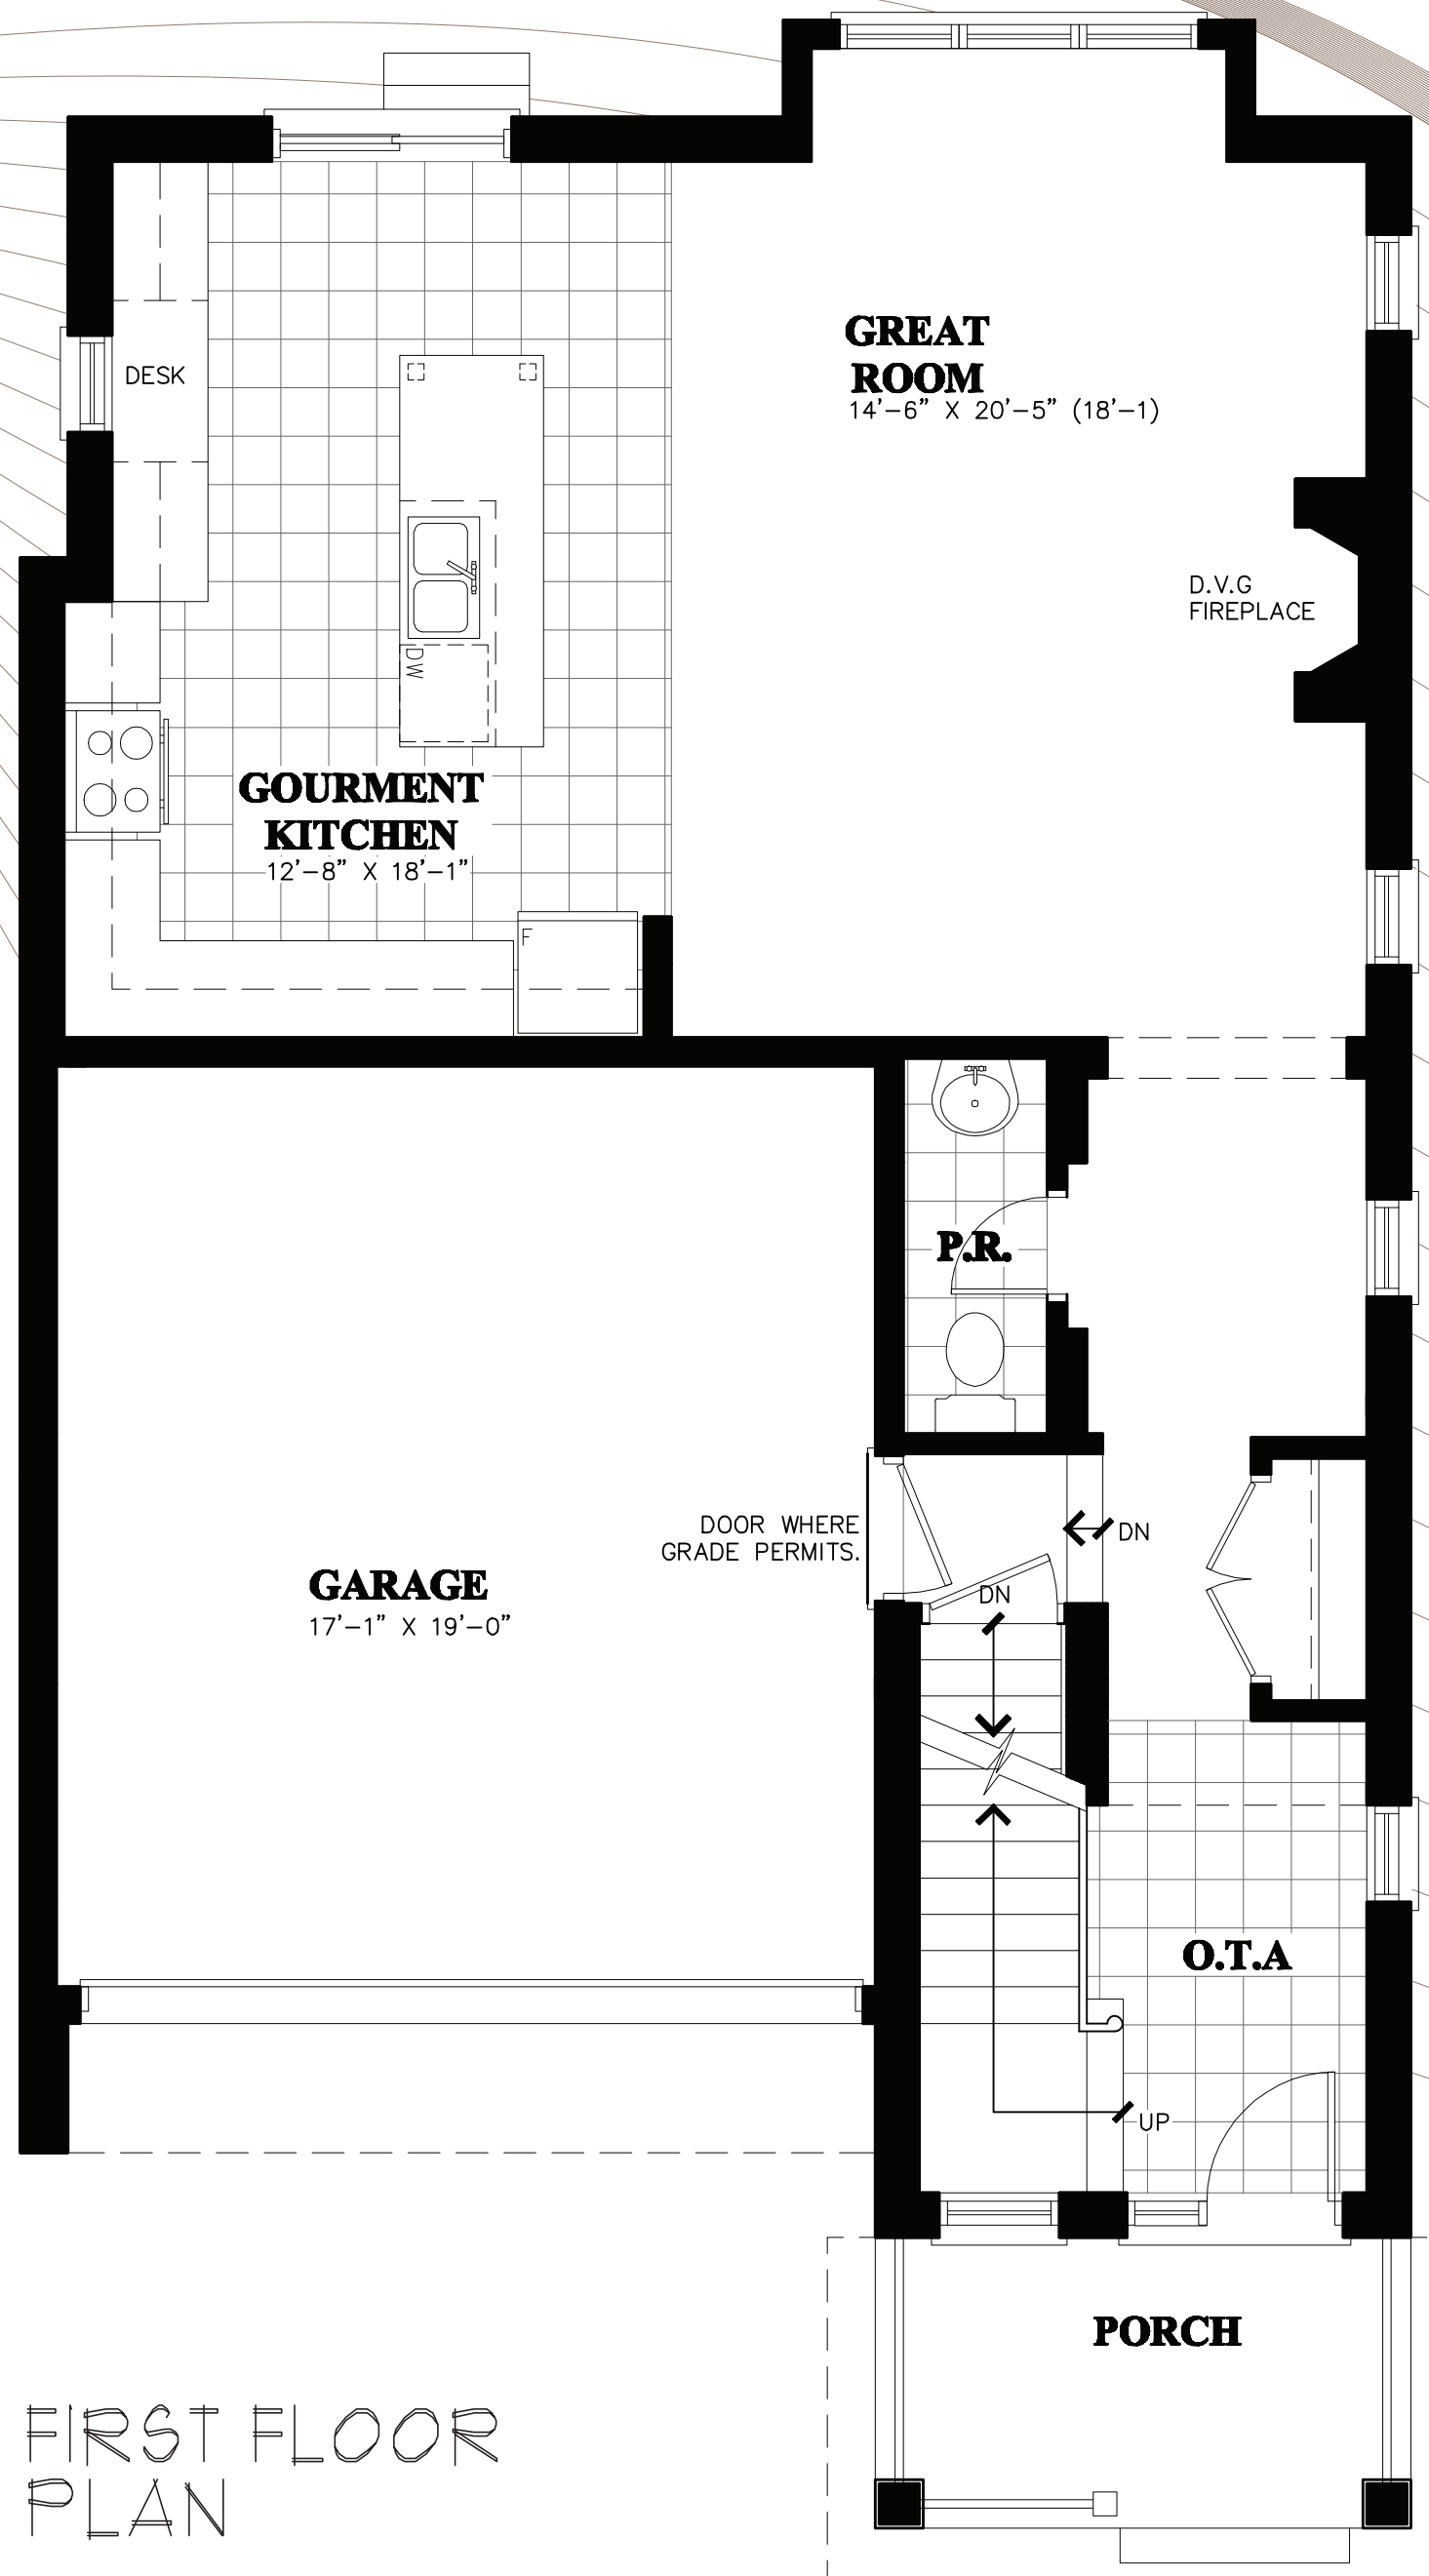 GREAT
ROOM
14'-6" X 20'-5" (18'-1)
DESK
D.V.G
FIREPLACE
DW
GOURMENT
KITCHEN
12'-8" X 18'-1"
F
P.R.
DOOR WHERE
GRADE PERMITS.
DN
DN
GARAGE
17'-1" X 19'-0"
O.T.A
UP
PORCH
FIRST FLOOR
PLAN